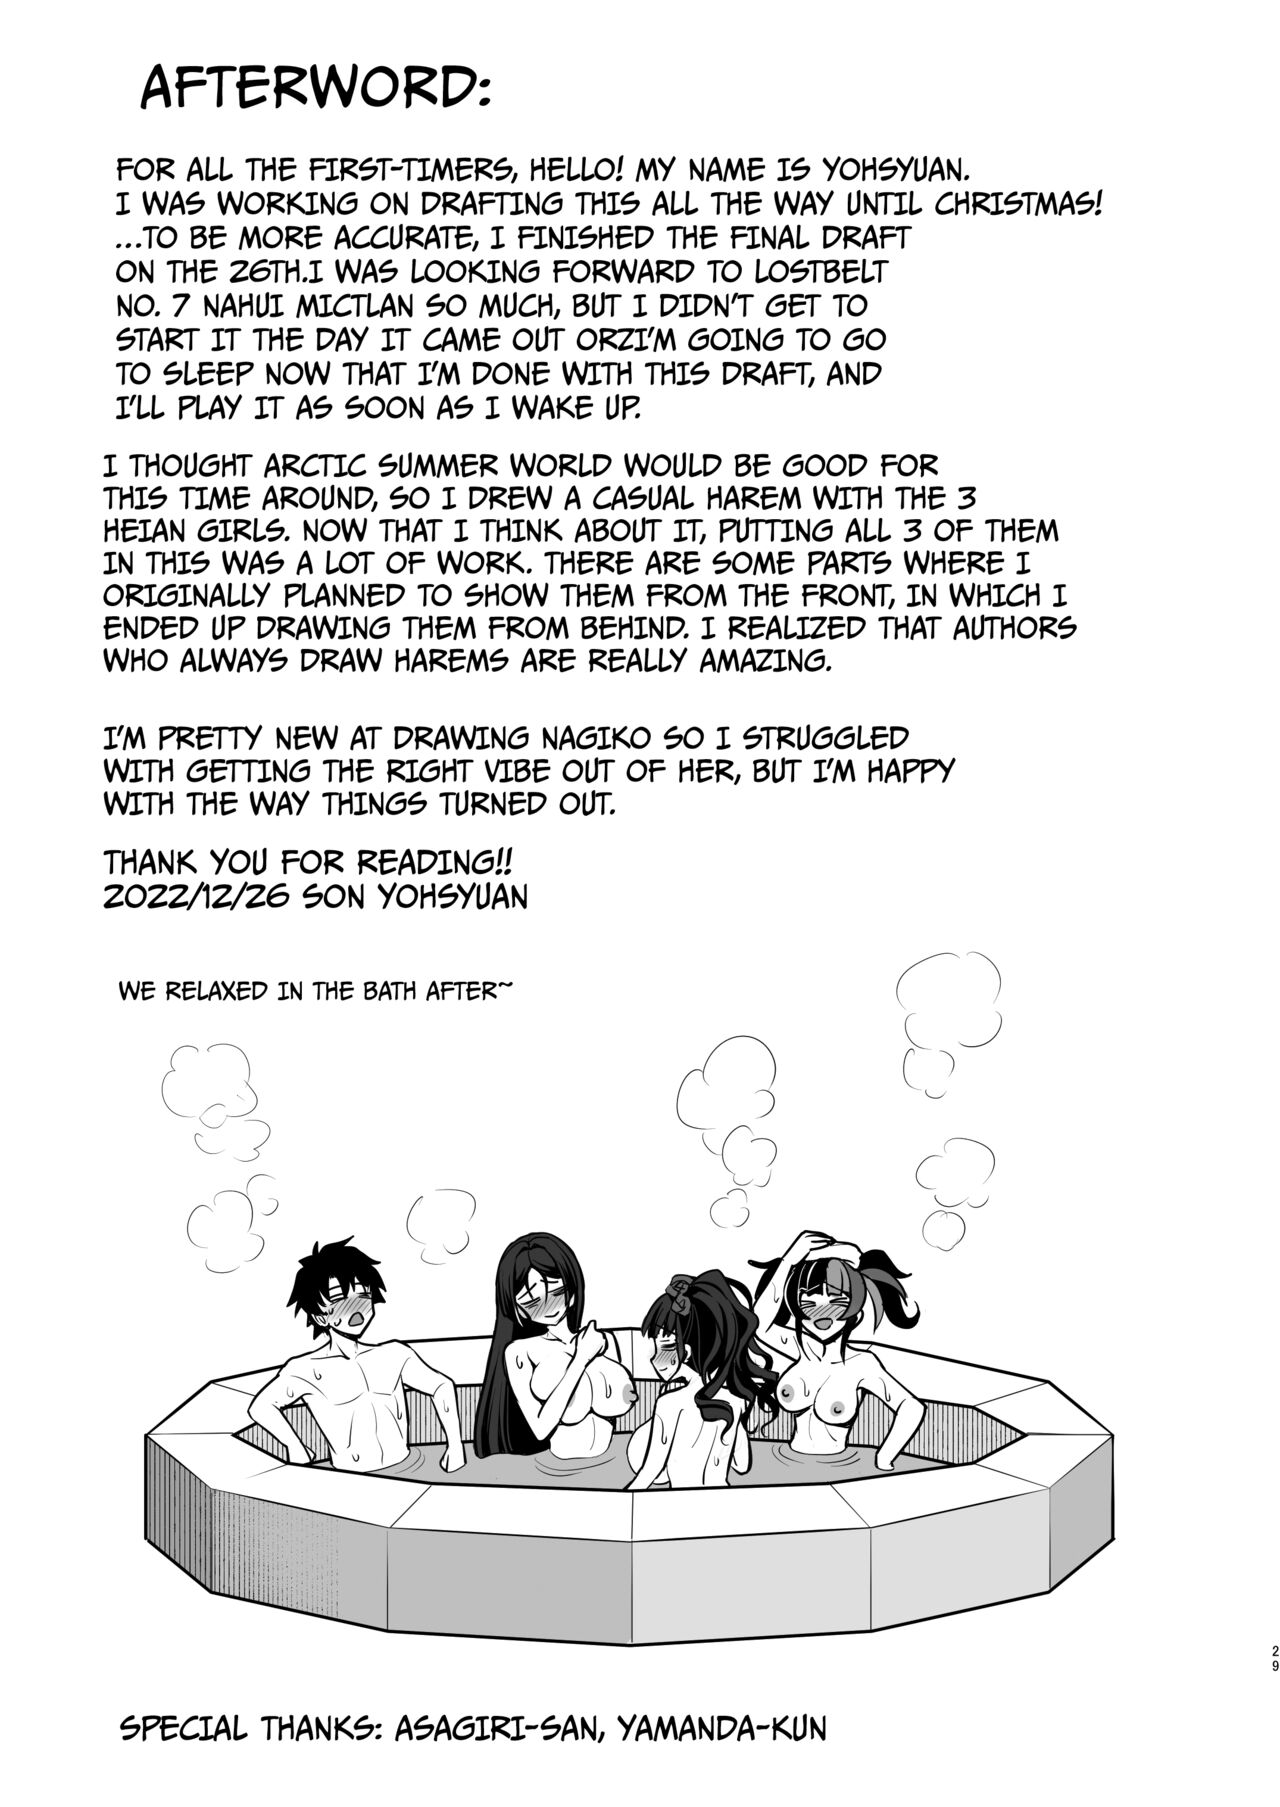 AFTERWORD:
FOR ALL THE FIRST-TIMERS, HELLO! MY NAME IS YOHSYUAN.
I WAS WORKING ON DRAFTING THIS ALL THE WAY UNTIL CHRISTMAS!
...TO BE MORE ACCURATE, I FINISHED THE FINAL DRAFT
ON THE 26TH.I WAS LOOKING FORWARD TO LOSTBELT
NO. 7 NAHUI MICTLAN SO MUCH, BUT I DIDN'T GET TO
START IT THE DAY IT CAME OUT ORZI'M GOING TO GO
TO SLEEP NOW THAT I'M DONE WITH THIS DRAFT, AND
I'LL PLAY IT AS SOON AS I WAKE UP.
I THOUGHT ARCTIC SUMMER WORLD WOULD BE GOOD FOR
THIS TIME AROUND, SO I DREW A CASUAL HAREM WITH THE 3
HEIAN GIRLS. NOW THAT I THINK ABOUT IT, PUTTING ALL 3 OF THEM
IN THIS WAS A LOT OF WORK. THERE ARE SOME PARTS WHERE I
ORIGINALLY PLANNED TO SHOW THEM FROM THE FRONT, IN WHICH I
ENDED UP DRAWING THEM FROM BEHIND. I REALIZED THAT AUTHORS
WHO ALWAYS DRAW HAREMS ARE REALLY AMAZING.
I'M PRETTY NEW AT DRAWING NAGIKO SO I STRUGGLED
WITH GETTING THE RIGHT VIBE OUT OF HER, BUT I'M HAPPY
WITH THE WAY THINGS TURNED OUT.
THANK YOU FOR READING!!
2022/12/26 SON YOHSYUAN
WE RELAXED IN THE BATH AFTER~
29
SPECIAL THANKS: ASAGIRI-SAN, YAMANDA-KUN